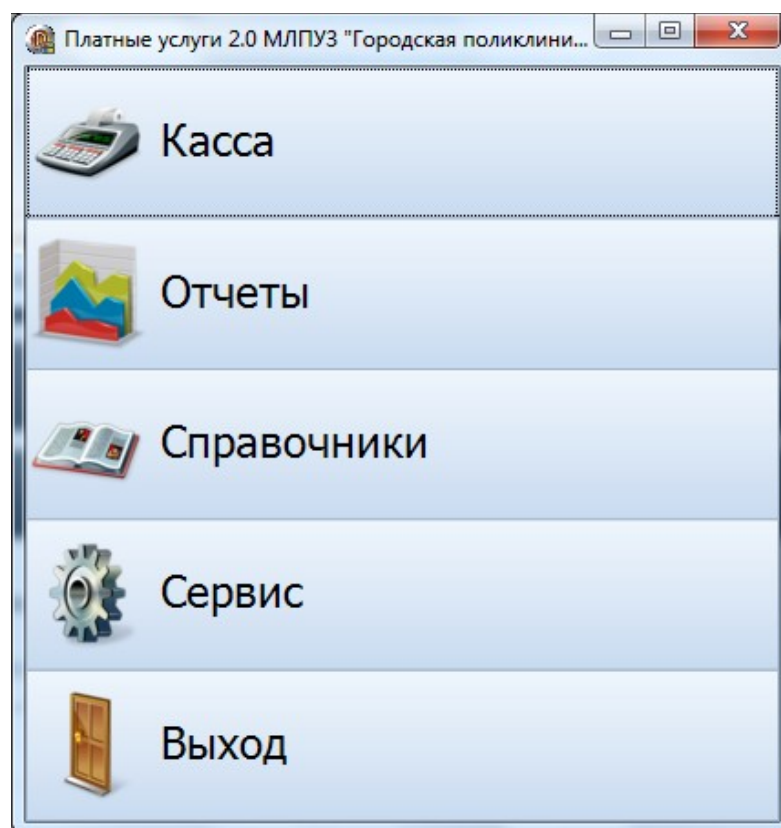 Платные услуги 2.0 МЛПУЗ "Городская поликлини...
Касса
Отчеты
Справочники
Сервис
Выход